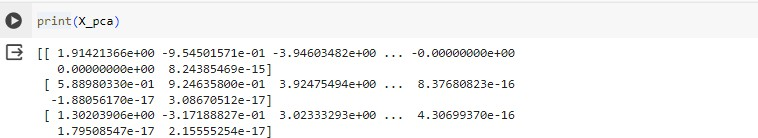 print(X_pca)
[[ 1.91421366e+00 -9.54501571e-01 -3.94603482e+00 ... -0.00000000e+00
0.00000000e+00 8.24385469e-15]
[ 5.88980330e-01 9.24635800e-01 3.92475494e+00 ... 8.37680823e-16
-1.88056170e-17 3.08670512e-17]
[ 1.30203906e+00 -3.17188827e-01 3.02333293e+00 ... 4.30699370e-16
1.79508547e-17 2.15555254e-17]